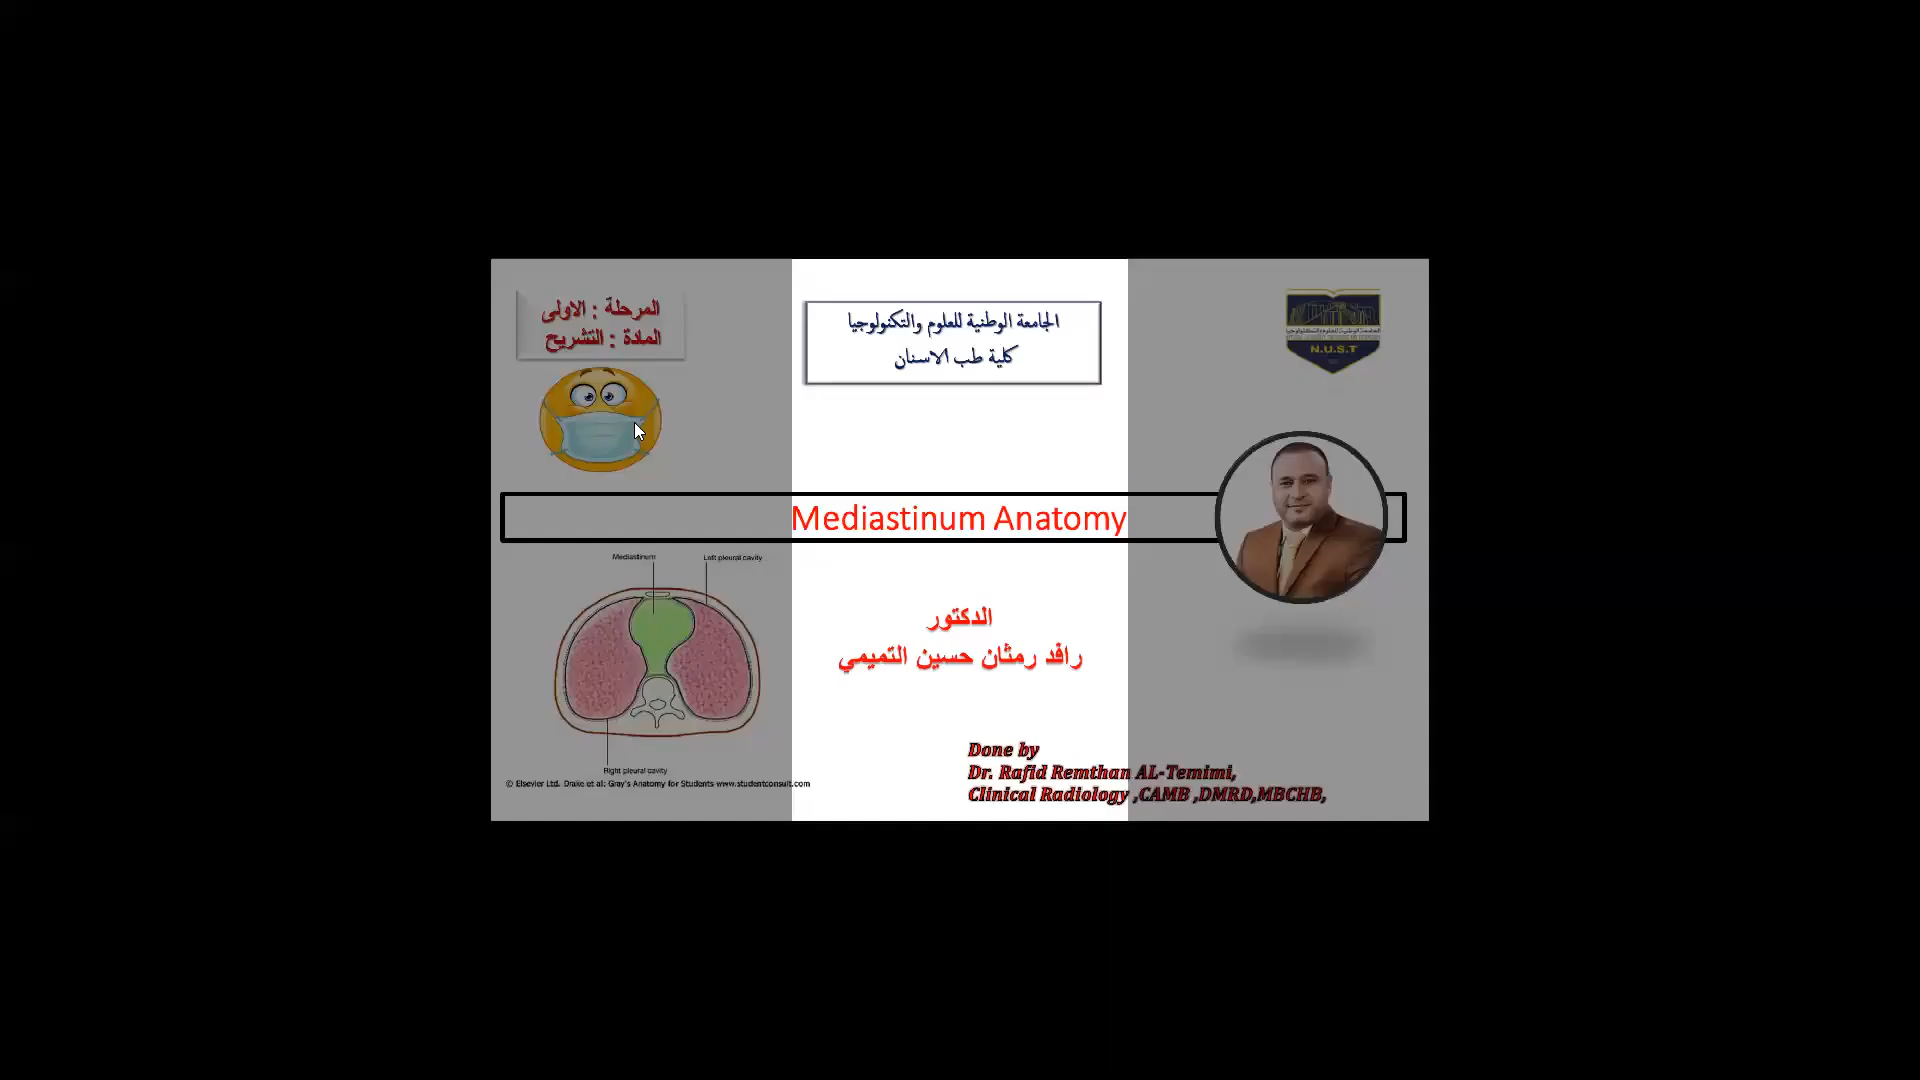 المرحلة : الاولى
المادة : التشريح
الجامعة الوطنية للعلوم والتكنولوجيا
كلية طب الاسنان
N.U.S.T
Mediastinum Anatomy
Mediastinum
Left pleural cavity
Right pleural cavity
© Elsevier Ltd. Drake et al: Gray's Anatomy for Students www.studentconsult.com
الدكتور
رافد رمثان حسين التميمي
Done by
Dr. Rafid Remthan AL-Temimi,
Clinical Radiology ,CAMB ,DMRD,MBCHB,